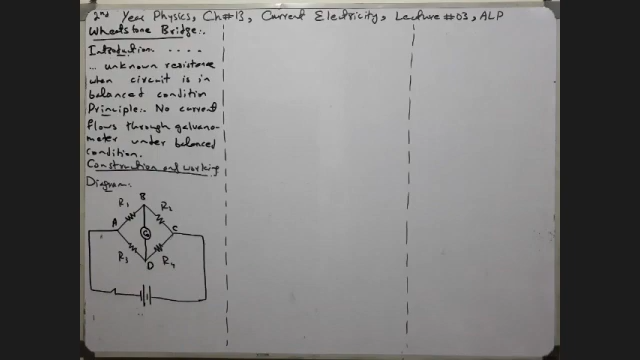 2nd Year Physics, Ch#13, Current Electricity, Lecture #03, ALP
Wheatstone Bridge:.
Introduction. ....
... unknown resistance
when circuit is in
balanced condition
Principle:. No current
flows through galvano-
meter under balanced
condition.
Construction and working
Diagram:
B
R1 R2
A G C
R3 R4
D